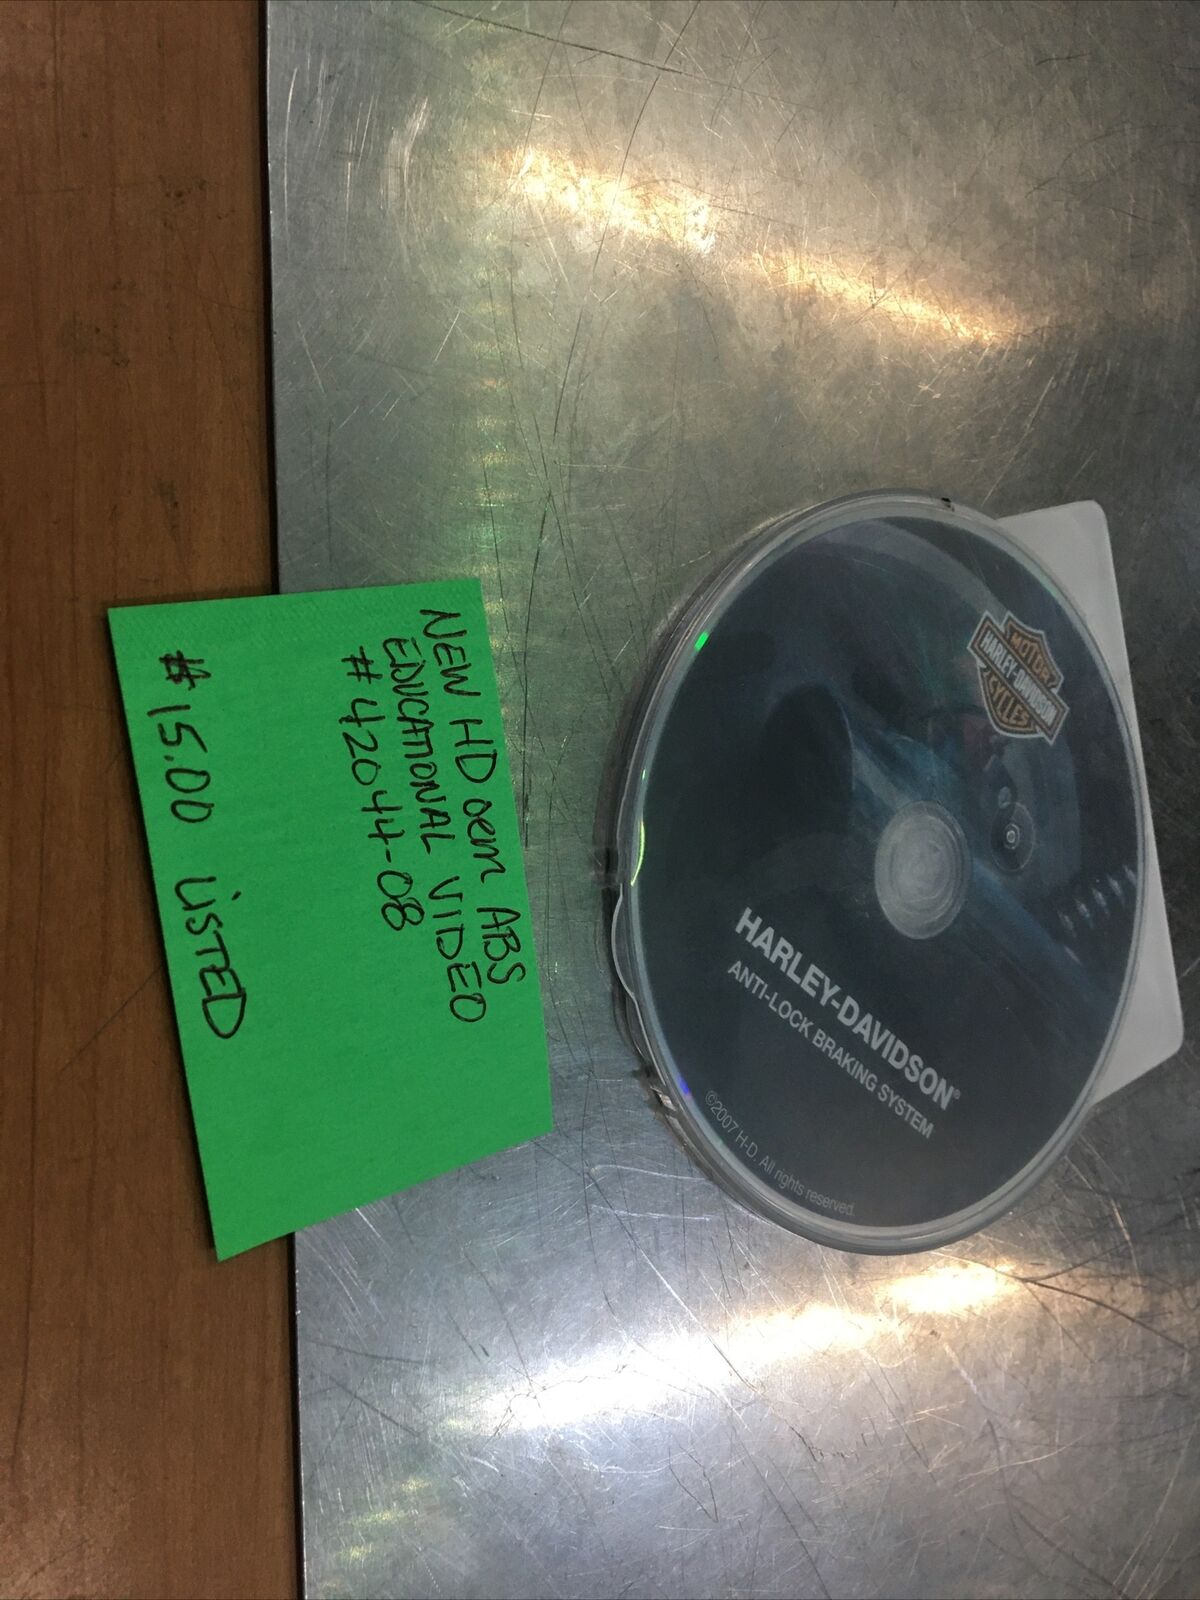 NEW HD oem ABS
EDUCATIONAL VIDEO
#42044-08
#15.00 LISTED
MOTOR
HARLEY-DAVIDSON
CYCLES
HARLEY-DAVIDSON®
ANTI-LOCK BRAKING SYSTEM
©2007 H-D. All rights reserved.